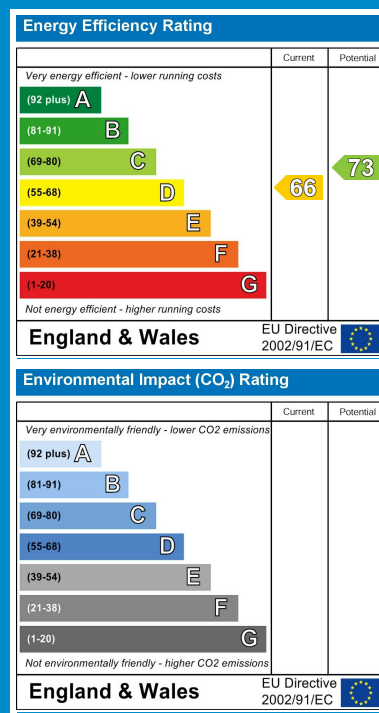 Energy Efficiency Rating
Current Potential
Very energy efficient - lower running costs
(92 plus) A
(81-91) B
(69-80) C
73
(55-68) D
66
(39-54) E
(21-38) F
(1-20) G
Not energy efficient - higher running costs
England & Wales
EU Directive
2002/91/EC
Environmental Impact (CO₂) Rating
Current Potential
Very environmentally friendly - lower CO2 emissions
(92 plus) A
(81-91) B
(69-80) C
(55-68) D
(39-54) E
(21-38) F
(1-20) G
Not environmentally friendly - higher CO2 emissions
England & Wales
EU Directive
2002/91/EC